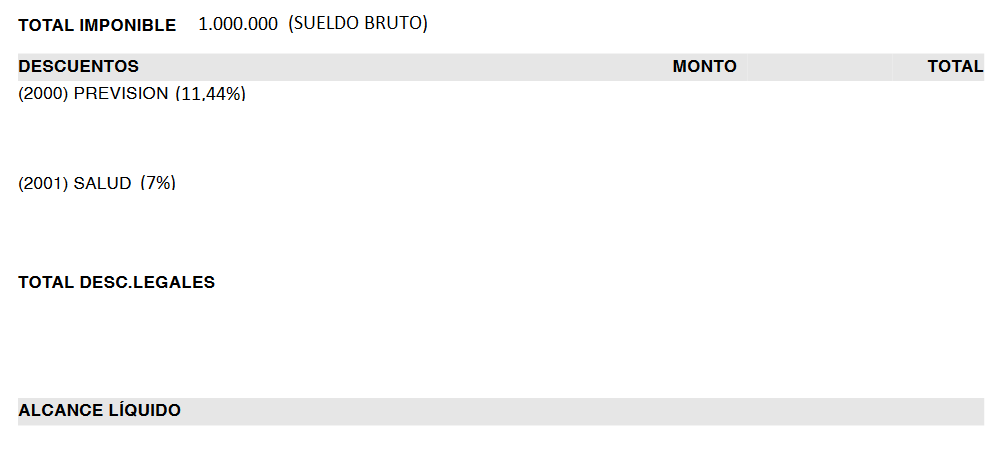 TOTAL IMPONIBLE 1.000.000 (SUELDO BRUTO)
DESCUENTOS MONTO TOTAL
(2000) PREVISION (11,44%)
(2001) SALUD (7%)
TOTAL DESC.LEGALES
ALCANCE LÍQUIDO